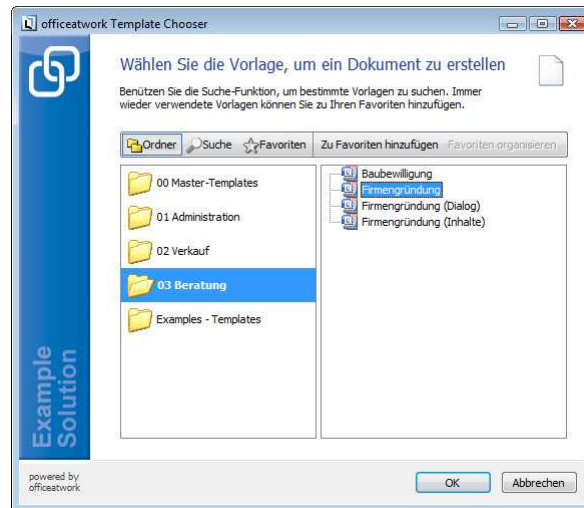 officeatwork Template Chooser
Wählen Sie die Vorlage, um ein Dokument zu erstellen
Benützen Sie die Suche-Funktion, um bestimmte Vorlagen zu suchen. Immer
wieder verwendete Vorlagen können Sie zu Ihren Favoriten hinzufügen.
Ordner Suche Favoriten Zu Favoriten hinzufügen Favoriten organisieren
00 Master-Templates
01 Administration
02 Verkauf
03 Beratung
Examples - Templates
Baubewilligung
Firmengründung
Firmengründung (Dialog)
Firmengründung (Inhalte)
Example
Solution
powered by
officeatwork
OK Abbrechen